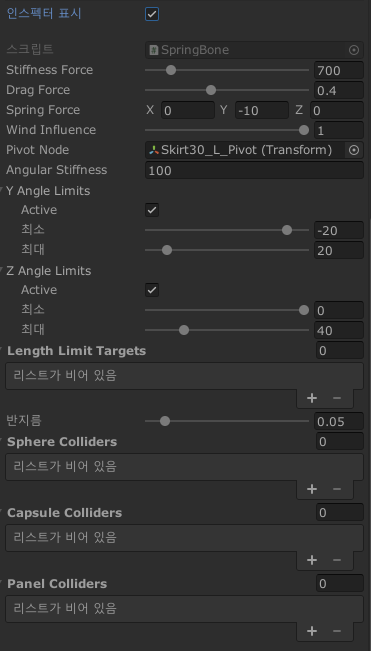 인스펙터 표시
스크립트 SpringBone
Stiffness Force 700
Drag Force 0.4
Spring Force X 0 Y -10 Z 0
Wind Influence 1
Pivot Node Skirt30_L_Pivot (Transform)
Angular Stiffness 100
Y Angle Limits
Active
최소 -20
최대 20
Z Angle Limits
Active
최소 0
최대 40
Length Limit Targets 0
리스트가 비어 있음
+ −
반지름 0.05
Sphere Colliders 0
리스트가 비어 있음
+ −
Capsule Colliders 0
리스트가 비어 있음
+ −
Panel Colliders 0
리스트가 비어 있음
+ −